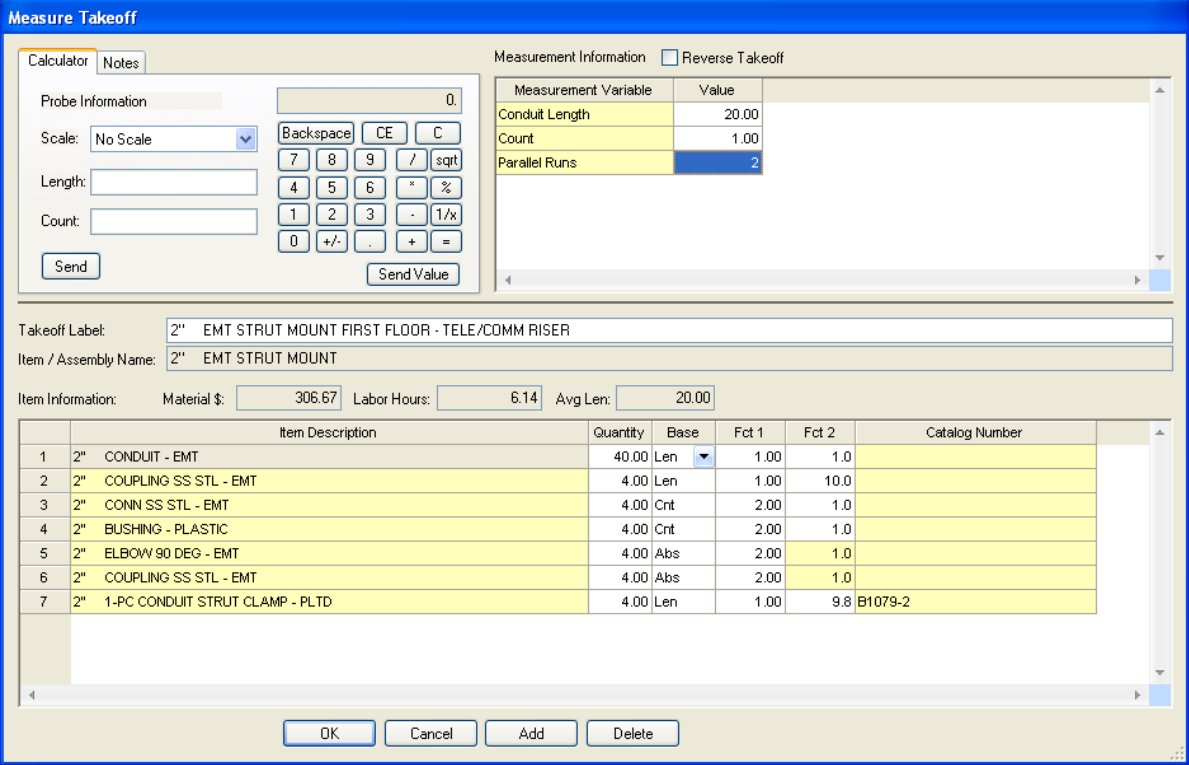 Measure Takeoff
Calculator Notes
Probe Information
0.
Scale: No Scale
Backspace CE C
7 8 9 / sqrt
Length:
4 5 6 * %
Count:
1 2 3 - 1/x
0 +/- . + =
Send
Send Value
Measurement Information Reverse Takeoff
Measurement Variable Value
Conduit Length 20.00
Count 1.00
Parallel Runs 2
Takeoff Label: 2" EMT STRUT MOUNT FIRST FLOOR - TELE/COMM RISER
Item / Assembly Name: 2" EMT STRUT MOUNT
Item Information: Material $: 306.67 Labor Hours: 6.14 Avg Len: 20.00
Item Description Quantity Base Fct 1 Fct 2 Catalog Number
1 2" CONDUIT - EMT 40.00 Len 1.00 1.0
2 2" COUPLING SS STL - EMT 4.00 Len 1.00 10.0
3 2" CONN SS STL - EMT 4.00 Cnt 2.00 1.0
4 2" BUSHING - PLASTIC 4.00 Cnt 2.00 1.0
5 2" ELBOW 90 DEG - EMT 4.00 Abs 2.00 1.0
6 2" COUPLING SS STL - EMT 4.00 Abs 2.00 1.0
7 2" 1-PC CONDUIT STRUT CLAMP - PLTD 4.00 Len 1.00 9.8 B1079-2
OK Cancel Add Delete